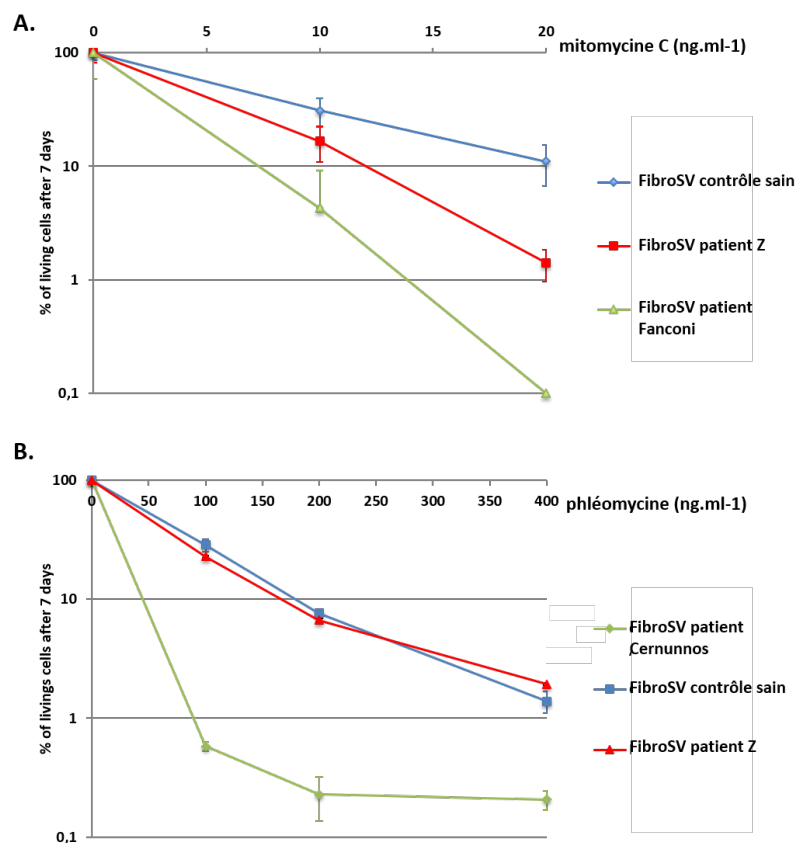 A.
0 5 10 15 20
mitomycine C (ng.ml-1)
100
10
1
0,1
% of living cells after 7 days
FibroSV contrôle sain
FibroSV patient Z
FibroSV patient
Fanconi
B.
100
10
1
0,1
0 50 100 150 200 250 300 350 400
phléomycine (ng.ml-1)
% of livings cells after 7 days
FibroSV patient
Cernunnos
FibroSV contrôle sain
FibroSV patient Z